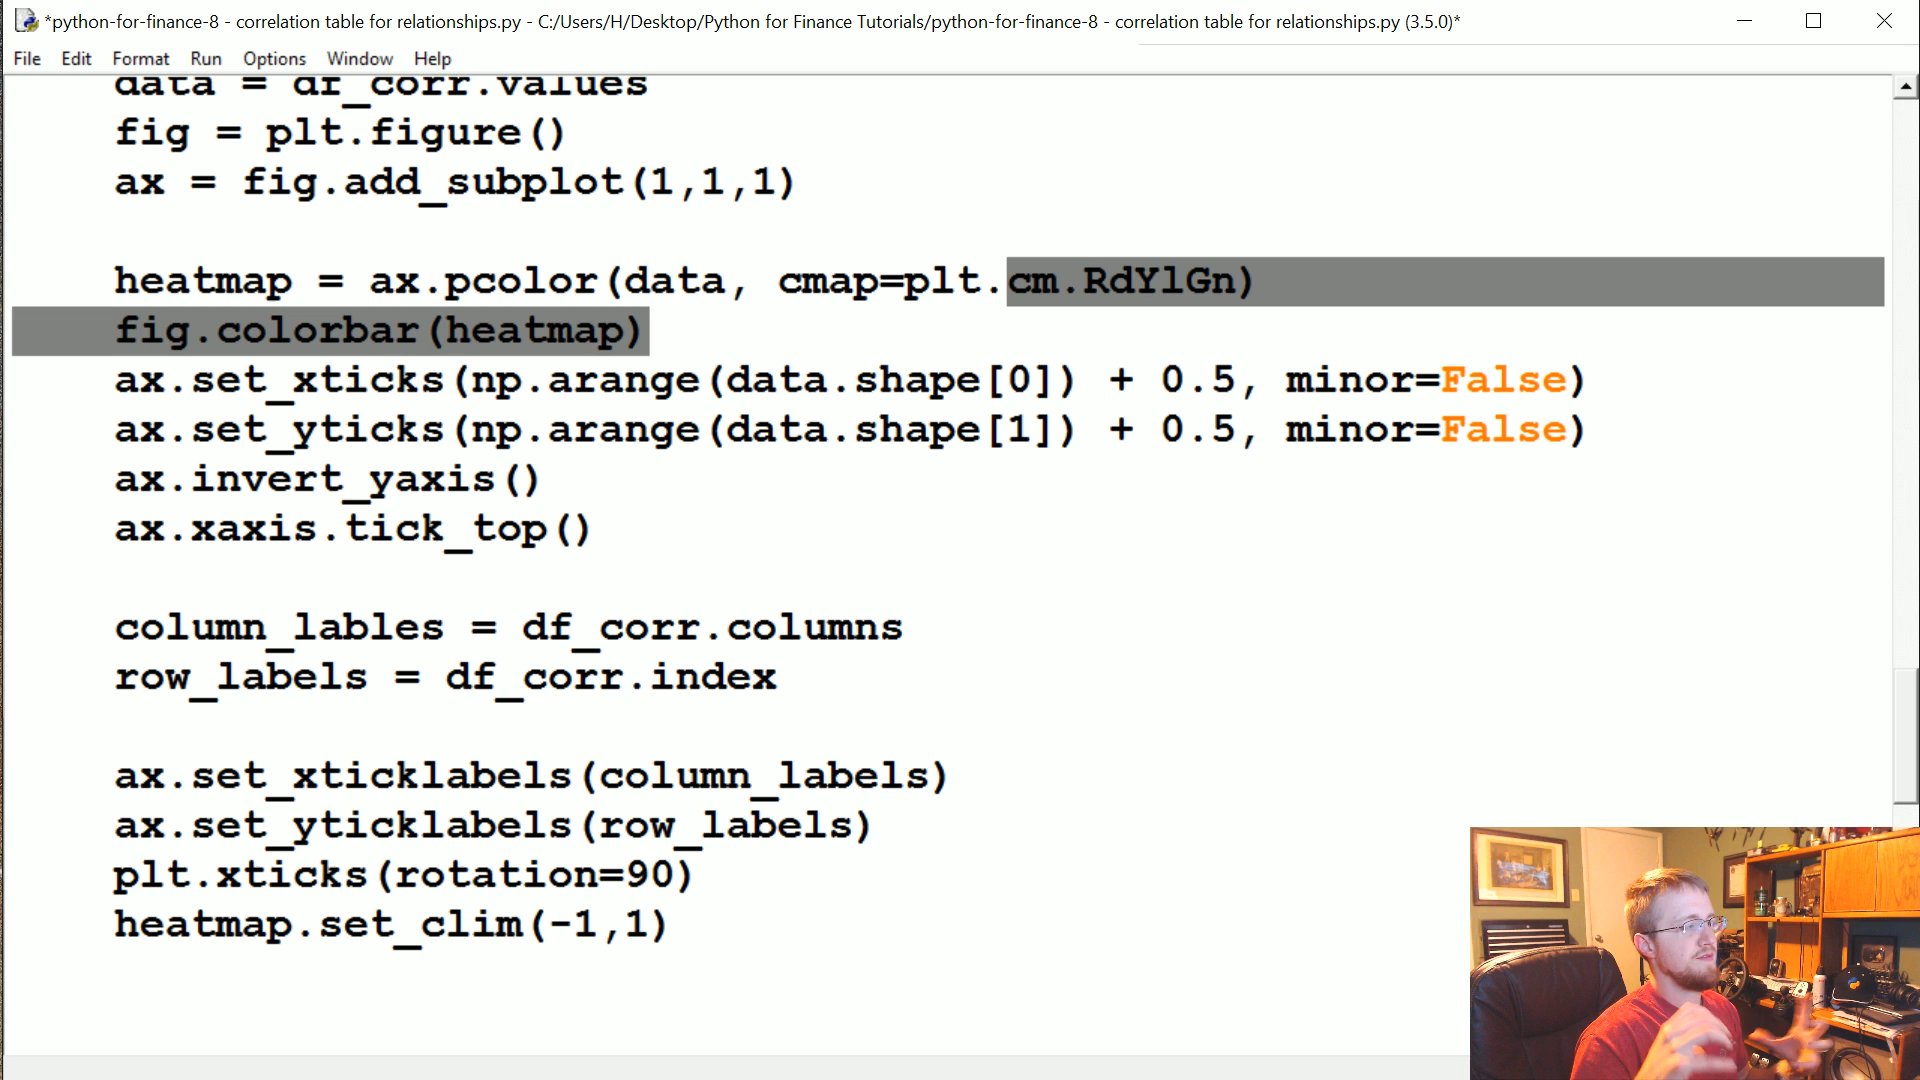 *python-for-finance-8 - correlation table for relationships.py - C:/Users/H/Desktop/Python for Finance Tutorials/python-for-finance-8 - correlation table for relationships.py (3.5.0)*
File Edit Format Run Options Window Help
data = df_corr.values
fig = plt.figure()
ax = fig.add_subplot(1,1,1)
heatmap = ax.pcolor(data, cmap=plt.cm.RdYlGn)
fig.colorbar(heatmap)
ax.set_xticks(np.arange(data.shape[0]) + 0.5, minor=False)
ax.set_yticks(np.arange(data.shape[1]) + 0.5, minor=False)
ax.invert_yaxis()
ax.xaxis.tick_top()
column_lables = df_corr.columns
row_labels = df_corr.index
ax.set_xticklabels(column_labels)
ax.set_yticklabels(row_labels)
plt.xticks(rotation=90)
heatmap.set_clim(-1,1)